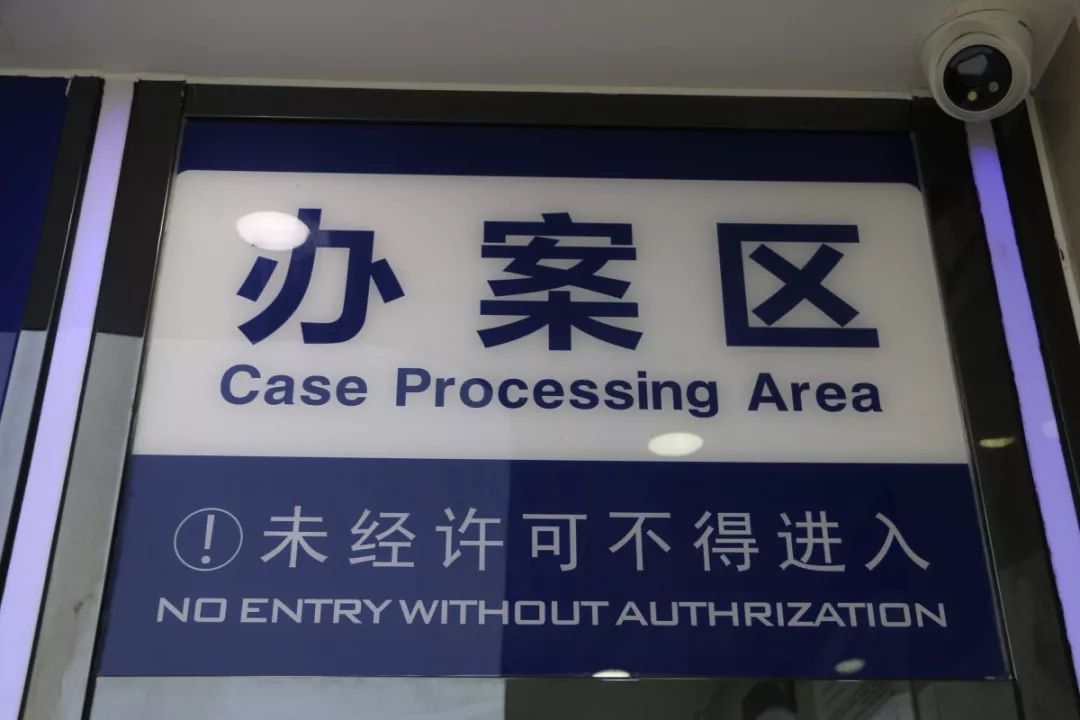 办案区
Case Processing Area
! 未经许可不得进入
NO ENTRY WITHOUT AUTHRIZATION